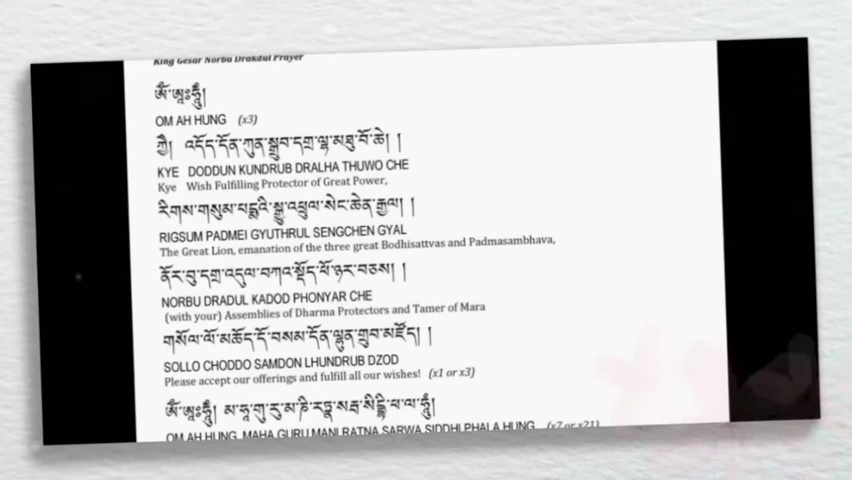 King Gesar Norbu Drakdul Prayer
ༀ་ཨཱཿཧཱུྃ།
OM AH HUNG (x3)
ཀྱཻ། འདོད་དོན་ཀུན་སྒྲུབ་དགྲ་ལྷ་མཐུ་བོ་ཆེ། །
KYE DODDUN KUNDRUB DRALHA THUWO CHE
Kye Wish Fulfilling Protector of Great Power,
རིགས་གསུམ་པདྨའི་སྒྱུ་འཕྲུལ་སེང་ཆེན་རྒྱལ། །
RIGSUM PADMEI GYUTHRUL SENGCHEN GYAL
The Great Lion, emanation of the three great Bodhisattvas and Padmasambhava,
ནོར་བུ་དགྲ་འདུལ་བཀའ་སྡོད་ཕོ་ཉར་བཅས། །
NORBU DRADUL KADOD PHONYAR CHE
(with your) Assemblies of Dharma Protectors and Tamer of Mara
གསོལ་ལོ་མཆོད་དོ་བསམ་དོན་ལྷུན་གྲུབ་མཛོད། །
SOLLO CHODDO SAMDON LHUNDRUB DZOD
Please accept our offerings and fulfill all our wishes! (x1 or x3)
ༀ་ཨཱཿཧཱུྃ། མ་ཧཱ་གུ་རུ་མ་ཎི་རཏྣ་སརྦ་སིདྡྷི་ཕ་ལ་ཧཱུྃ།
OM AH HUNG MAHA GURU MANI RATNA SARWA SIDDHI PHALA HUNG (x7 or x21)